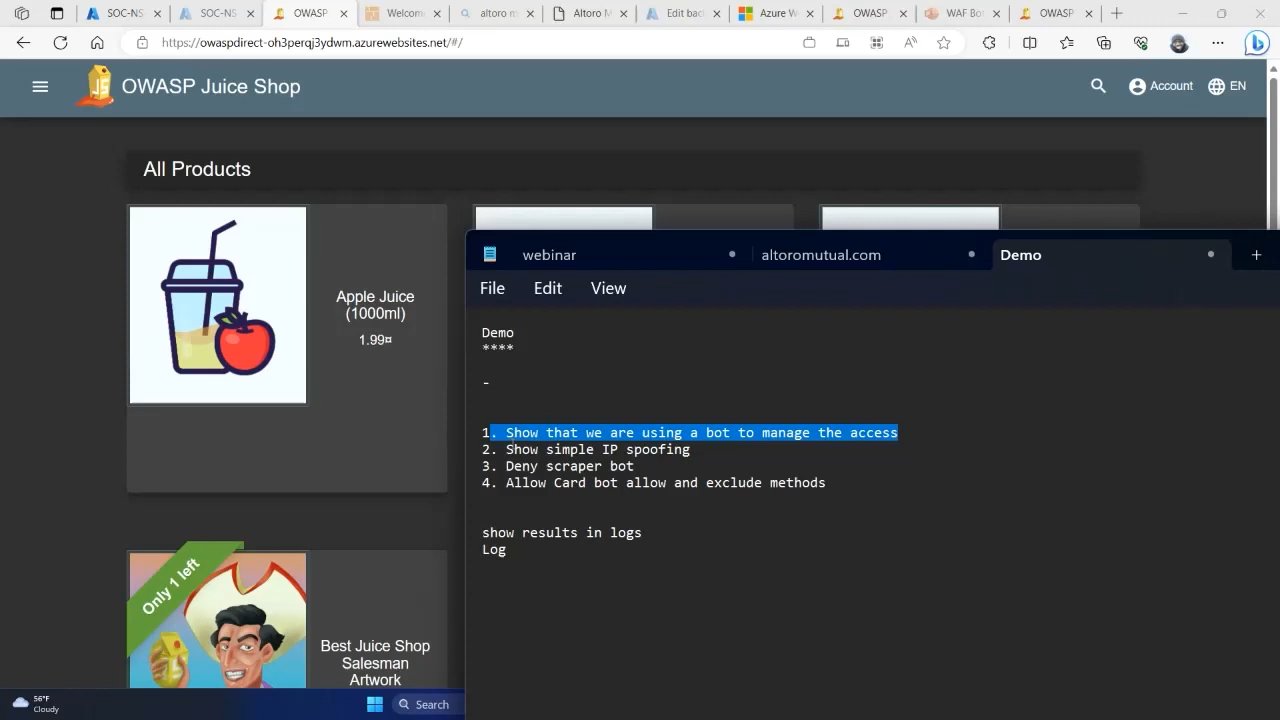 SOC-NS
SOC-NS
OWASP
Welcom
altoro m
Altoro M
Edit bac
Azure W
OWASP
WAF Bo
OWASP
https://owaspdirect-oh3perqj3ydwm.azurewebsites.net/#/
OWASP Juice Shop
Account
EN
All Products
Apple Juice
(1000ml)
1.99¤
webinar
altoromutual.com
Demo
File Edit View
Demo
****
-
1. Show that we are using a bot to manage the access
2. Show simple IP spoofing
3. Deny scraper bot
4. Allow Card bot allow and exclude methods
show results in logs
Log
Only 1 left
Best Juice Shop
Salesman
Artwork
56°F
Cloudy
Search